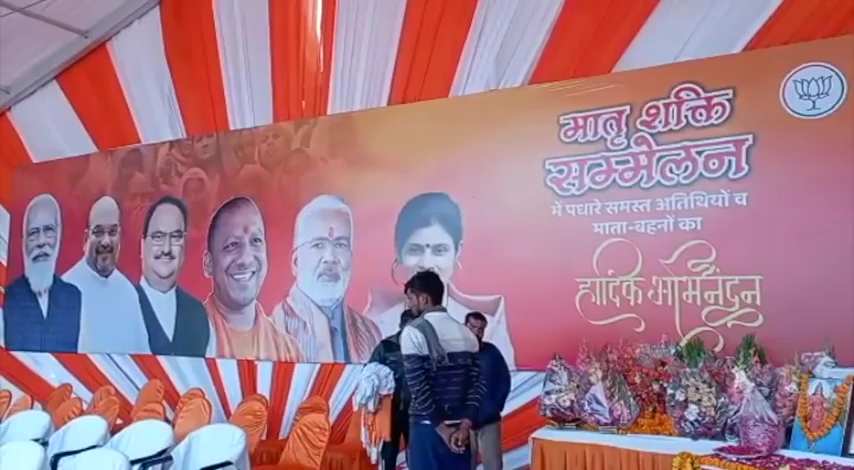 मातृ शक्ति
सम्मेलन
में पधारे समस्त अतिथियों व
माता-बहनों का
हार्दिक अभिनंदन